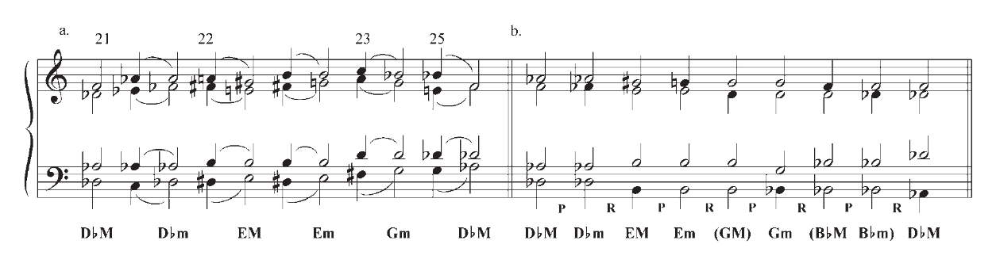 a. b.
21 22 23 25
P R P R P R P R
D♭M D♭m EM Em Gm D♭M D♭M D♭m EM Em (GM) Gm (B♭M B♭m) D♭M